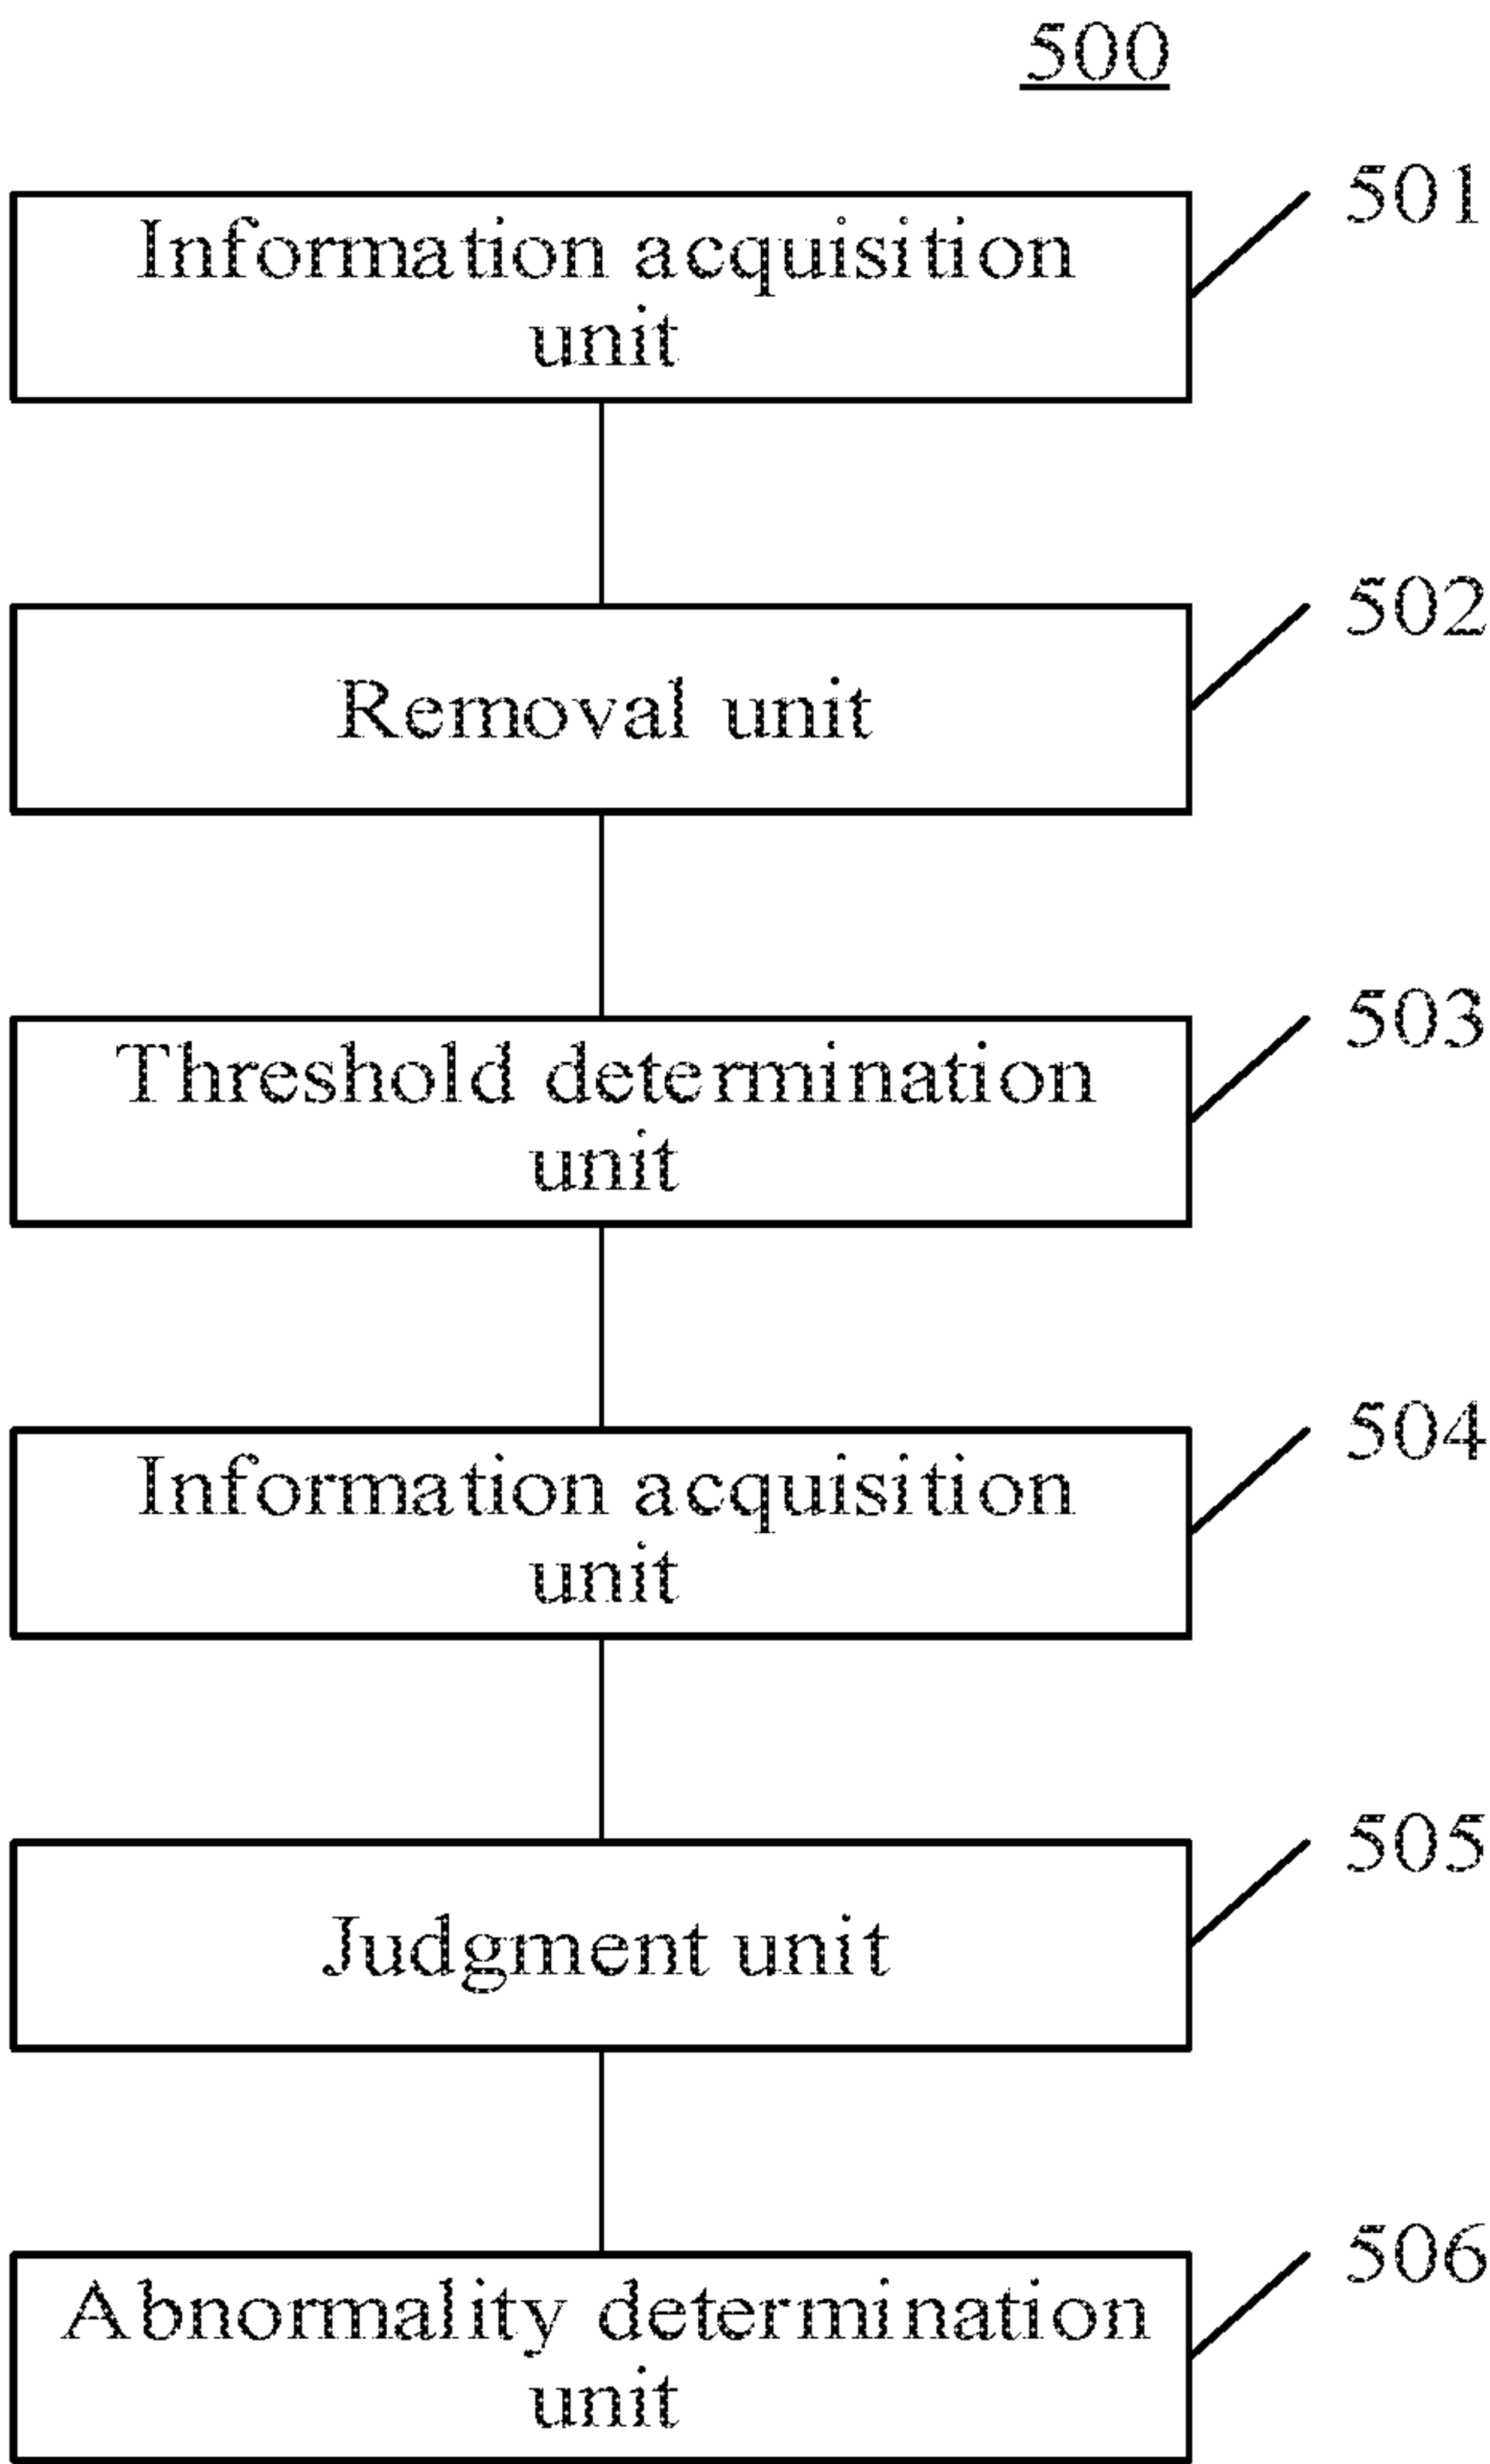 500
501
Information acquisition
unit
502
Removal unit
503
Threshold determination
unit
504
Information acquisition
unit
505
Judgment unit
506
Abnormality determination
unit